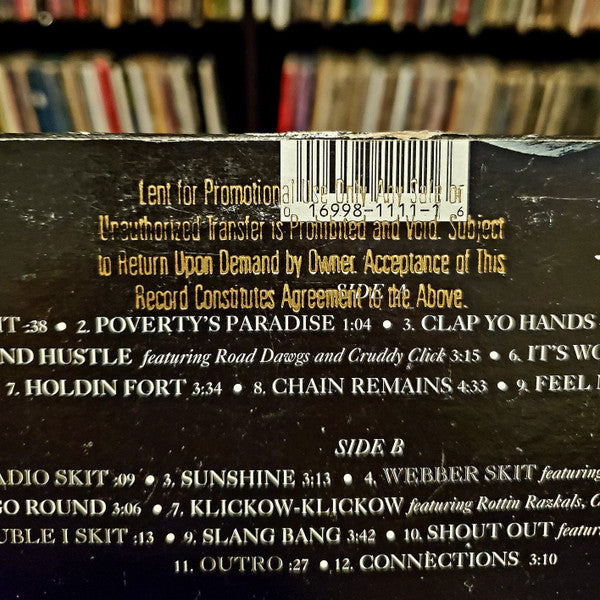 Lent for Promotional Use Only Any Sale or
Unauthorized Transfer is Prohibited and Void. Subject
to Return Upon Demand by Owner. Acceptance of This
Record Constitutes Agreement to the Above.
0 16998-1111-1 6
SIDE A
IT :38 • 2. POVERTY'S PARADISE 1:04 • 3. CLAP YO HANDS
ND HUSTLE featuring Road Dawgs and Cruddy Click 3:15 • 6. IT'S WO
7. HOLDIN FORT 3:34 • 8. CHAIN REMAINS 4:33 • 9. FEEL
SIDE B
ADIO SKIT :09 • 3. SUNSHINE 3:13 • 4. WEBBER SKIT featuring
GO ROUND 3:06 • 7. KLICKOW-KLICKOW featuring Rottin Razkals,
UBLE I SKIT :13 • 9. SLANG BANG 3:42 • 10. SHOUT OUT featur
11. OUTRO :27 • 12. CONNECTIONS 3:10